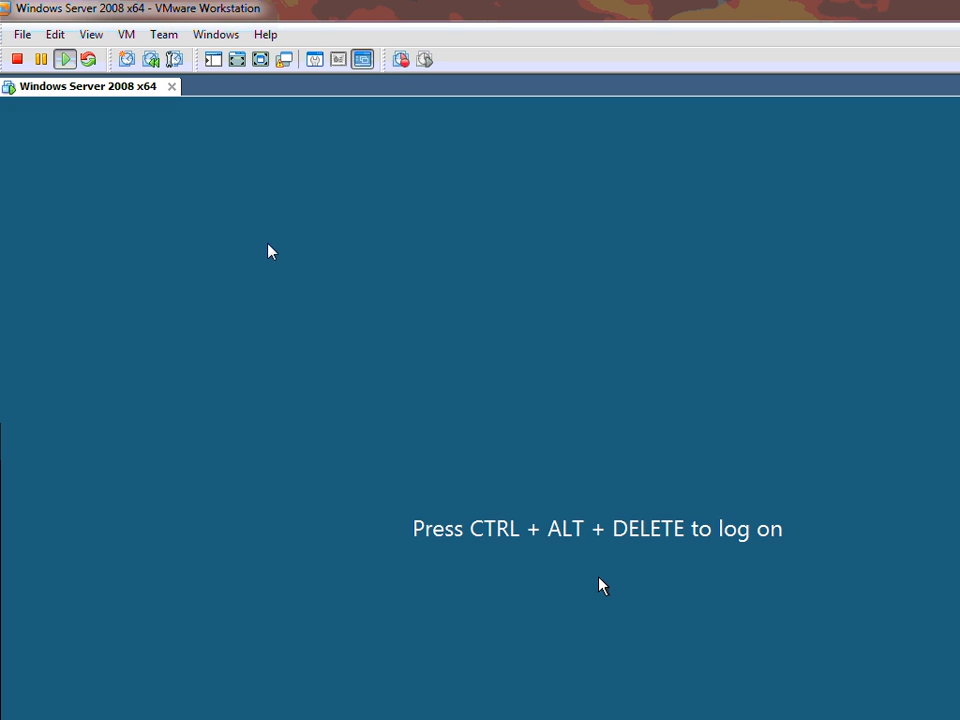 Windows Server 2008 x64 - VMware Workstation
File Edit View VM Team Windows Help
Windows Server 2008 x64
Press CTRL + ALT + DELETE to log on